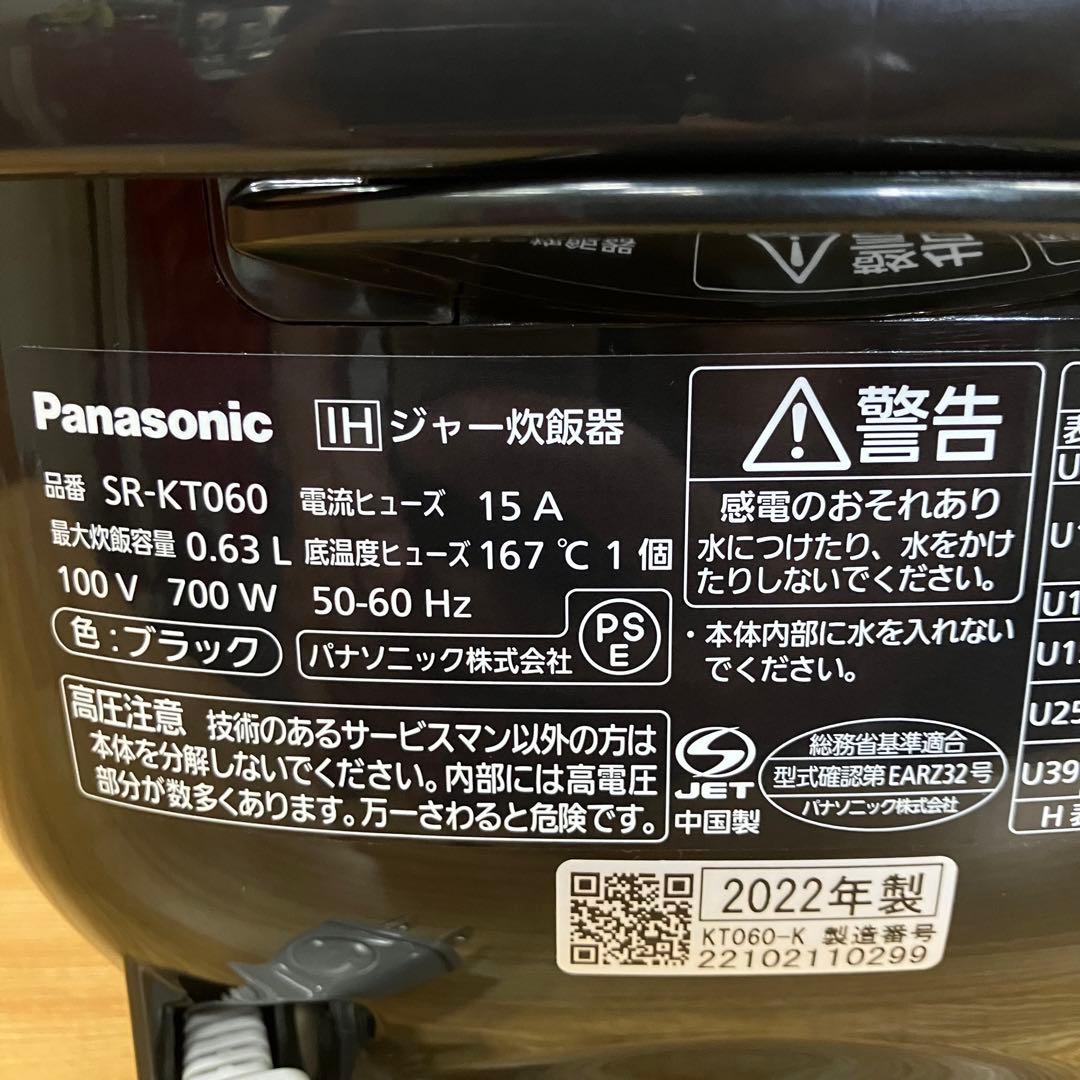 Panasonic
IH ジャー炊飯器
品番 SR-KT060 電流ヒューズ 15 A
最大炊飯容量 0.63 L 底温度ヒューズ 167 ℃ 1 個
100 V 700 W 50-60 Hz
色：ブラック
パナソニック株式会社
PS
E
高圧注意 技術のあるサービスマン以外の方は
本体を分解しないでください。内部には高電圧
部分が数多くあります。万一さわると危険です。
警告
感電のおそれあり
水につけたり、水をかけ
たりしないでください。
・本体内部に水を入れない
でください。
JET
中国製
総務省基準適合
型式確認第EARZ32号
パナソニック株式会社
表
U
U1
U1
U1
U25
U39
H 表
2022年製
KT060-K 製造番号
22102110299